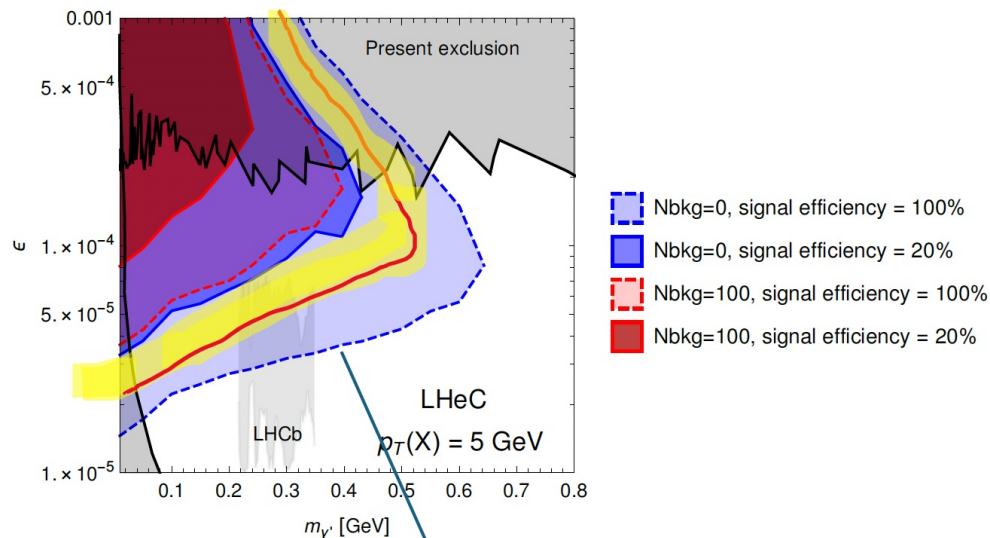 0.001
Present exclusion
5. × 10⁻⁴
ϵ
1. × 10⁻⁴
5. × 10⁻⁵
1. × 10⁻⁵
LHeC
p_T(X) = 5 GeV
LHCb
0.1 0.2 0.3 0.4 0.5 0.6 0.7 0.8
m_γ' [GeV]
Nbkg=0, signal efficiency = 100%
Nbkg=0, signal efficiency = 20%
Nbkg=100, signal efficiency = 100%
Nbkg=100, signal efficiency = 20%